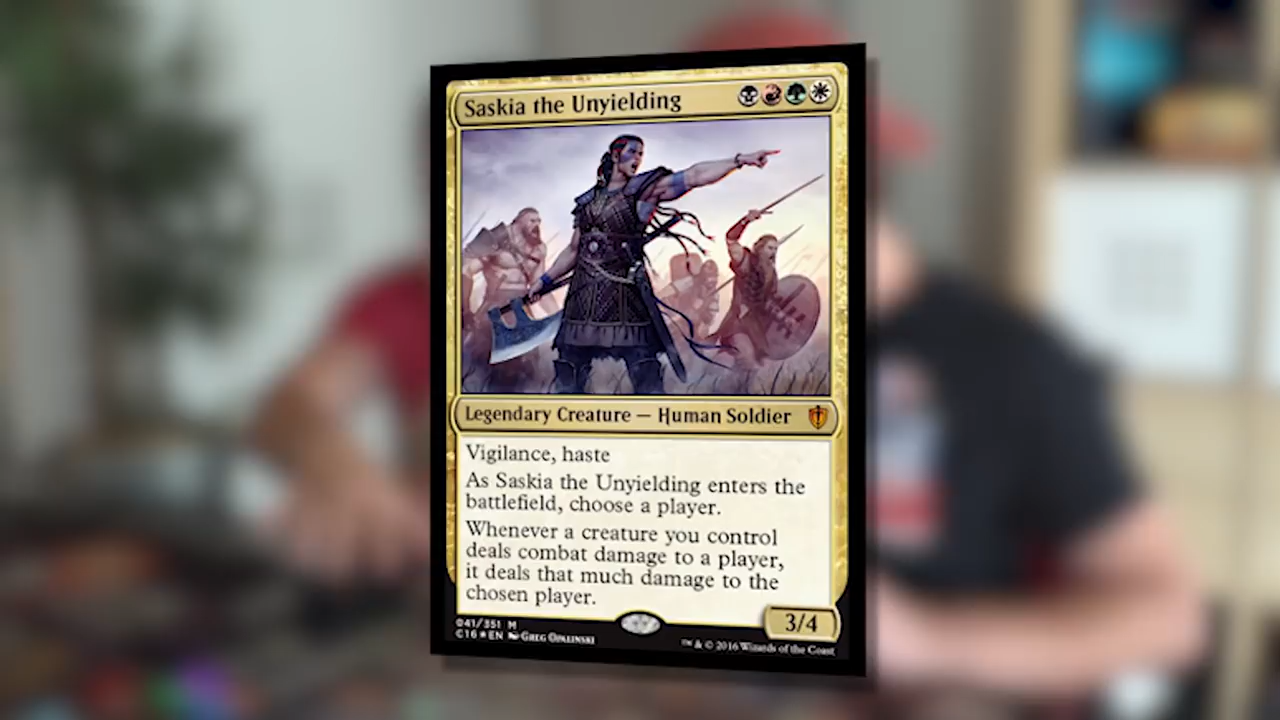 Saskia the Unyielding
Legendary Creature — Human Soldier
Vigilance, haste
As Saskia the Unyielding enters the
battlefield, choose a player.
Whenever a creature you control
deals combat damage to a player,
it deals that much damage to the
chosen player.
3/4
041/351 M
C16 ★ EN Greg Opalinski
™ & © 2016 Wizards of the Coast